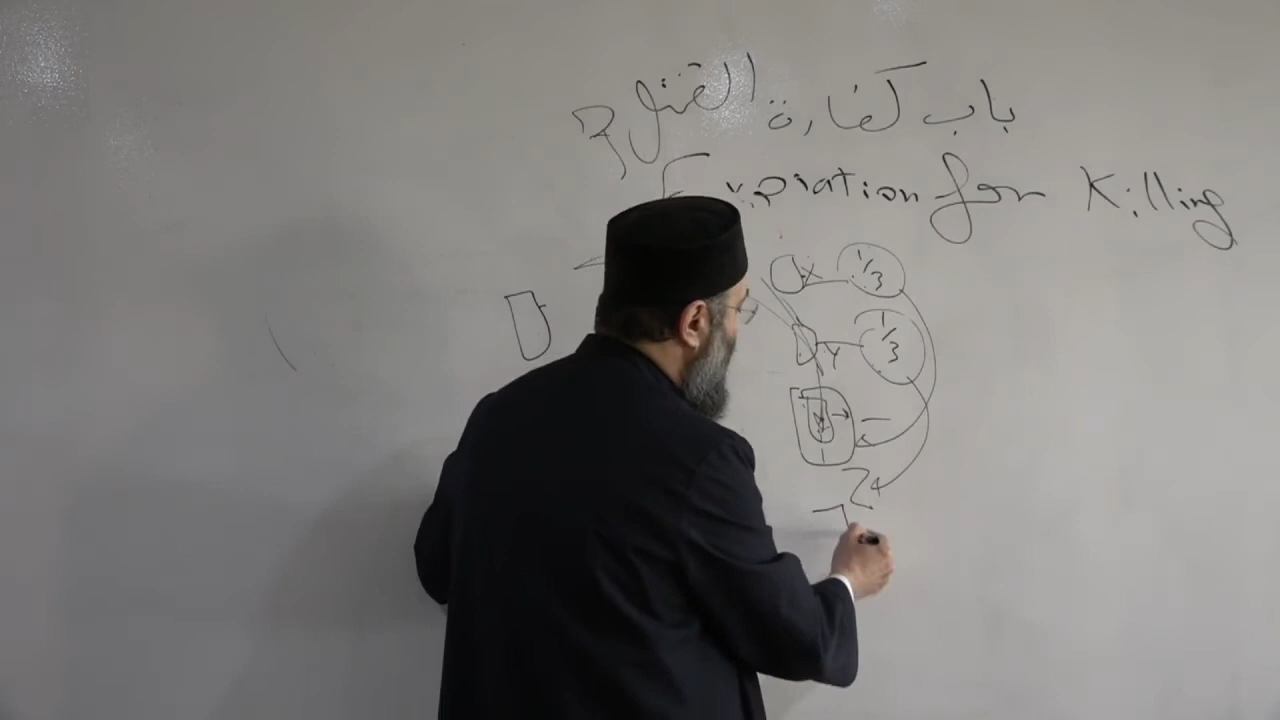 باب كفارة القتل
Expiation for Killing
X 1/3
Y 1/3
Z